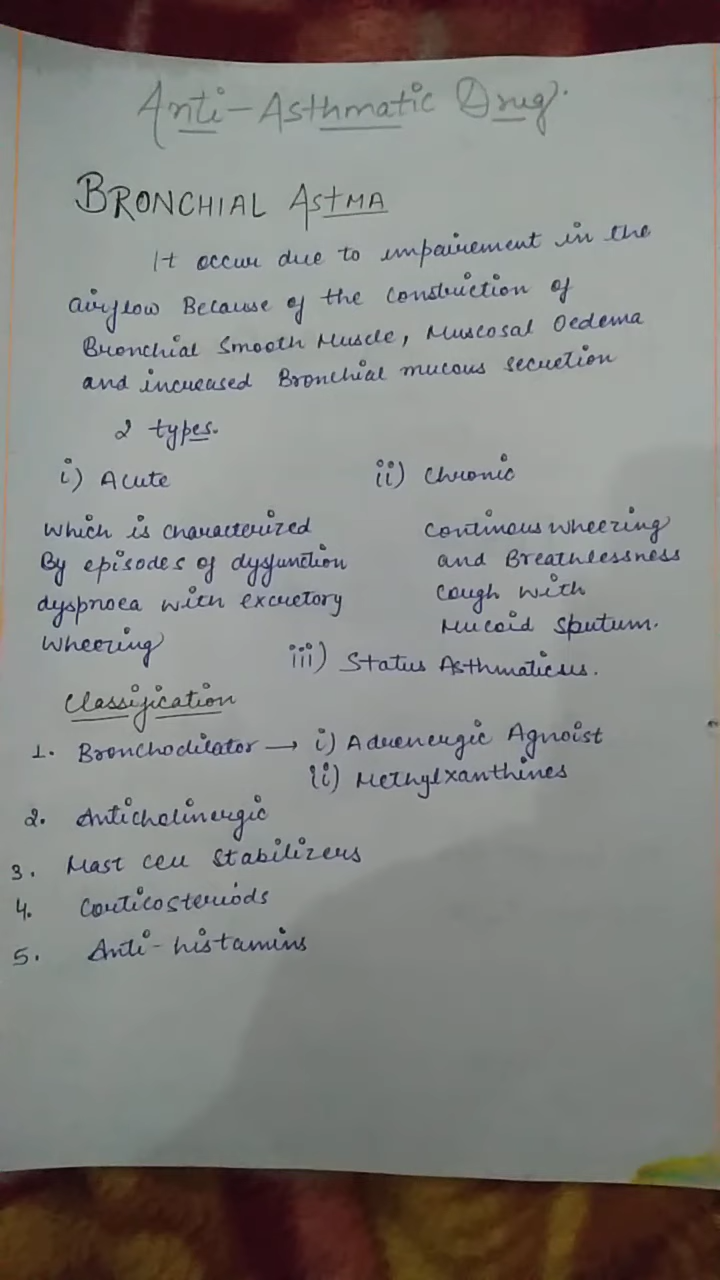 Anti-Asthmatic Drug.
BRONCHIAL ASTMA
It occur due to impairement in the
airflow Because of the construction of
Bronchial Smooth Muscle, Muscosal Oedema
and increased Bronchial mucous secretion
2 types.
i) Acute
ii) Chronic
Which is characterized
By episodes of dysfunction
dyspnoea with excretory
wheering
Continous wheering
and Breathlessness
Cough with
Mucoid Sputum.
iii) Status Asthmaticus.
Classification
1. Bronchodilator → i) Adrenergic Agnoist
ii) Methylxanthines
2. Anticholinergic
3. Mast cell stabilizers
4. Corticosteriods
5. Anti-histamins